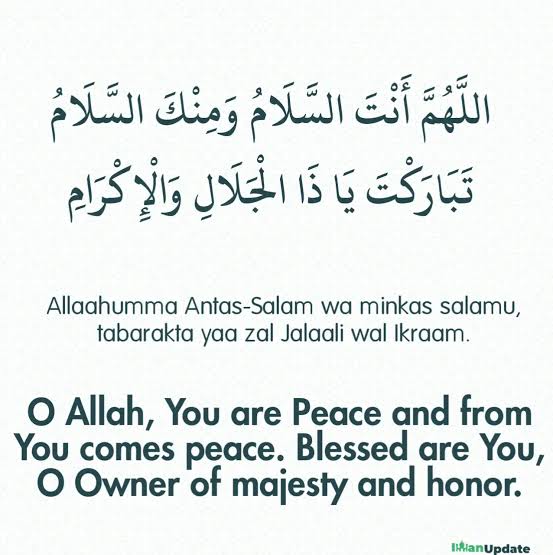 اللَّهُمَّ أَنْتَ السَّلَامُ وَمِنْكَ السَّلَامُ
تَبَارَكْتَ يَا ذَا الْجَلَالِ وَالْإِكْرَامِ
Allaahumma Antas-Salam wa minkas salamu,
tabarakta yaa zal Jalaali wal Ikraam.
O Allah, You are Peace and from
You comes peace. Blessed are You,
O Owner of majesty and honor.
ImanUpdate